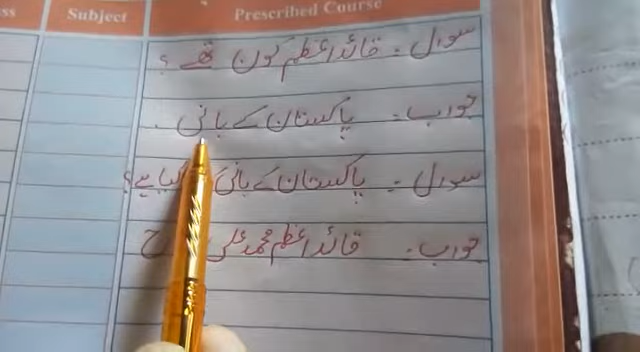 ss Subject Prescribed Course
سوال۔ قائداعظم کون تھے ؟
جواب۔ پاکستان کے بانی۔
سوال۔ پاکستان کے بانی کیا ہے؟
جواب۔ قائداعظم محمد علی